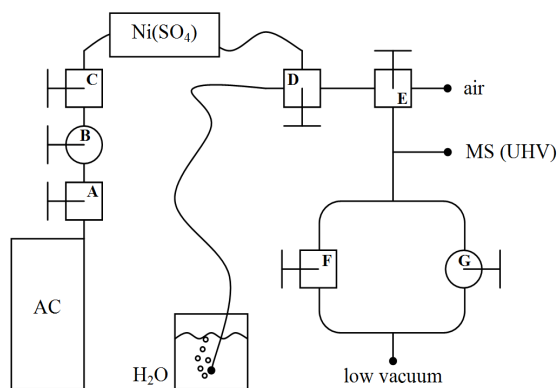 Ni(SO₄)
C
D
E
air
B
MS (UHV)
A
F
G
AC
H₂O
low vacuum